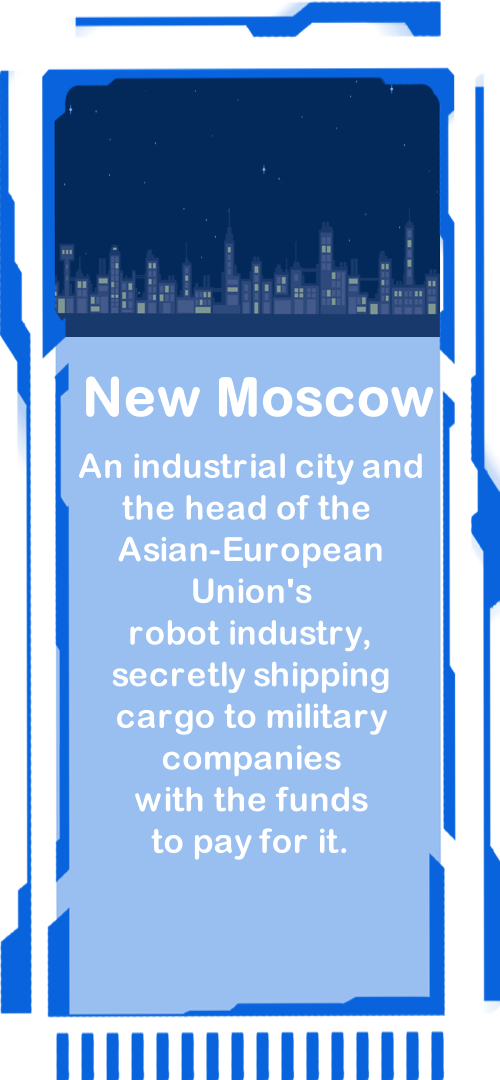 New Moscow
An industrial city and
the head of the
Asian-European
Union's
robot industry,
secretly shipping
cargo to military
companies
with the funds
to pay for it.